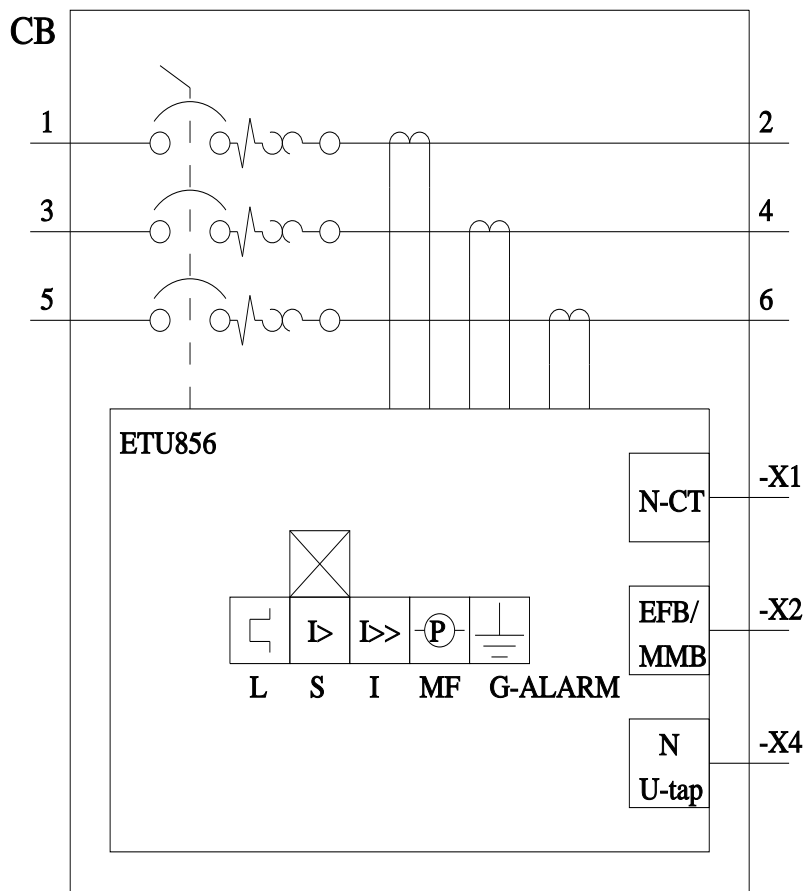 CB
1
2
3
4
5
6
ETU856
N-CT
-X1
EFB/
MMB
-X2
I>
I>>
P
L
S
I
MF
G-ALARM
N
U-tap
-X4